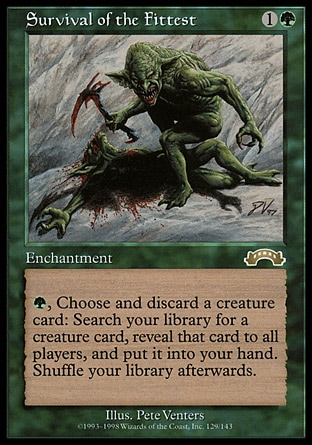 Survival of the Fittest 1
PV 97
Enchantment
, Choose and discard a creature
card: Search your library for a
creature card, reveal that card to all
players, and put it into your hand.
Shuffle your library afterwards.
Illus. Pete Venters
©1993-1998 Wizards of the Coast, Inc. 129/143